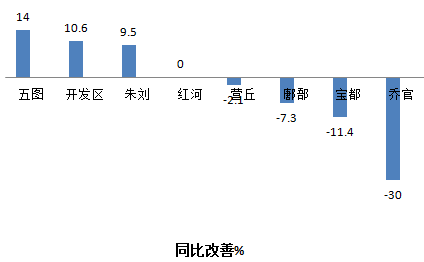 14
10.6
9.5
0
五图
开发区
朱刘
红河
营丘
鄌郚
宝都
乔官
-2.1
-7.3
-11.4
-30
同比改善%